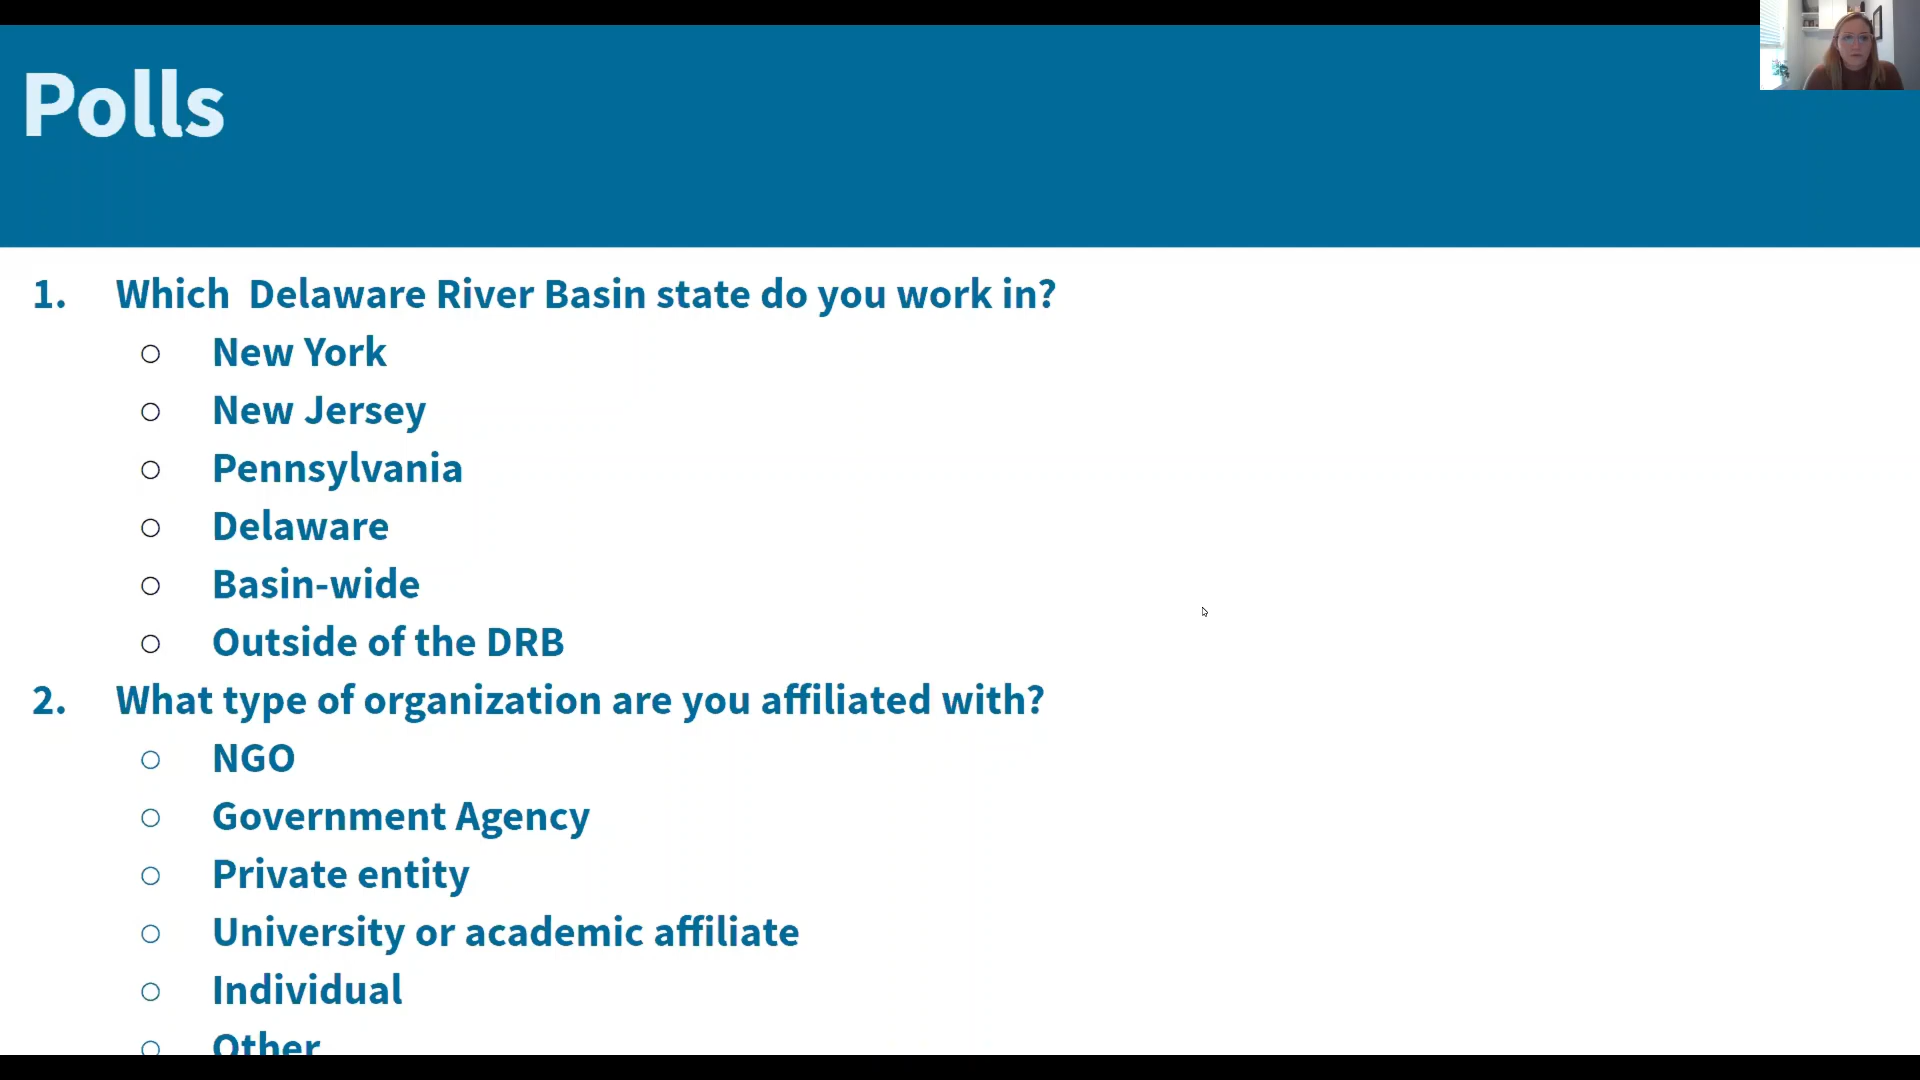 Polls
1. Which Delaware River Basin state do you work in?
○ New York
○ New Jersey
○ Pennsylvania
○ Delaware
○ Basin-wide
○ Outside of the DRB
2. What type of organization are you affiliated with?
○ NGO
○ Government Agency
○ Private entity
○ University or academic affiliate
○ Individual
○ Other